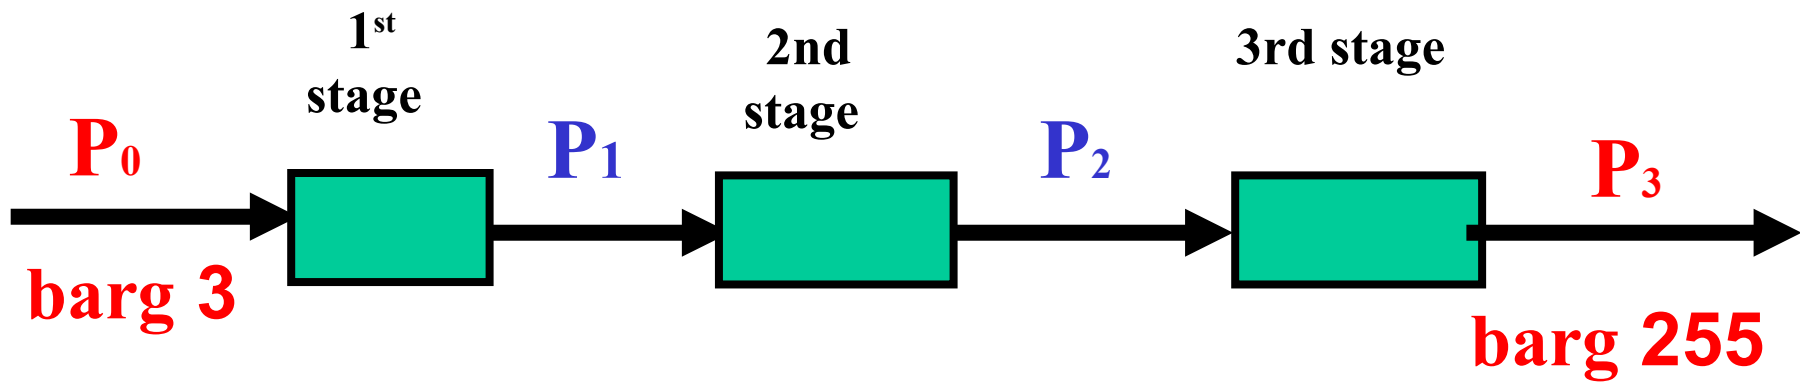 1st
stage
2nd
stage
3rd stage
P0
P1
P2
P3
barg 3
barg 255